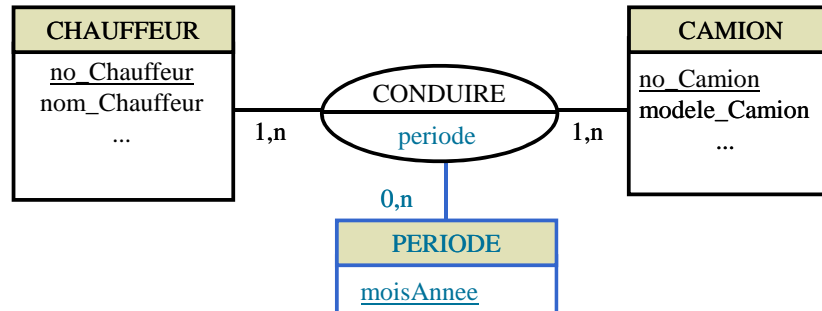 CHAUFFEUR
no_Chauffeur
nom_Chauffeur
...
1,n
CONDUIRE
periode
1,n
CAMION
no_Camion
modele_Camion
...
0,n
PERIODE
moisAnnee